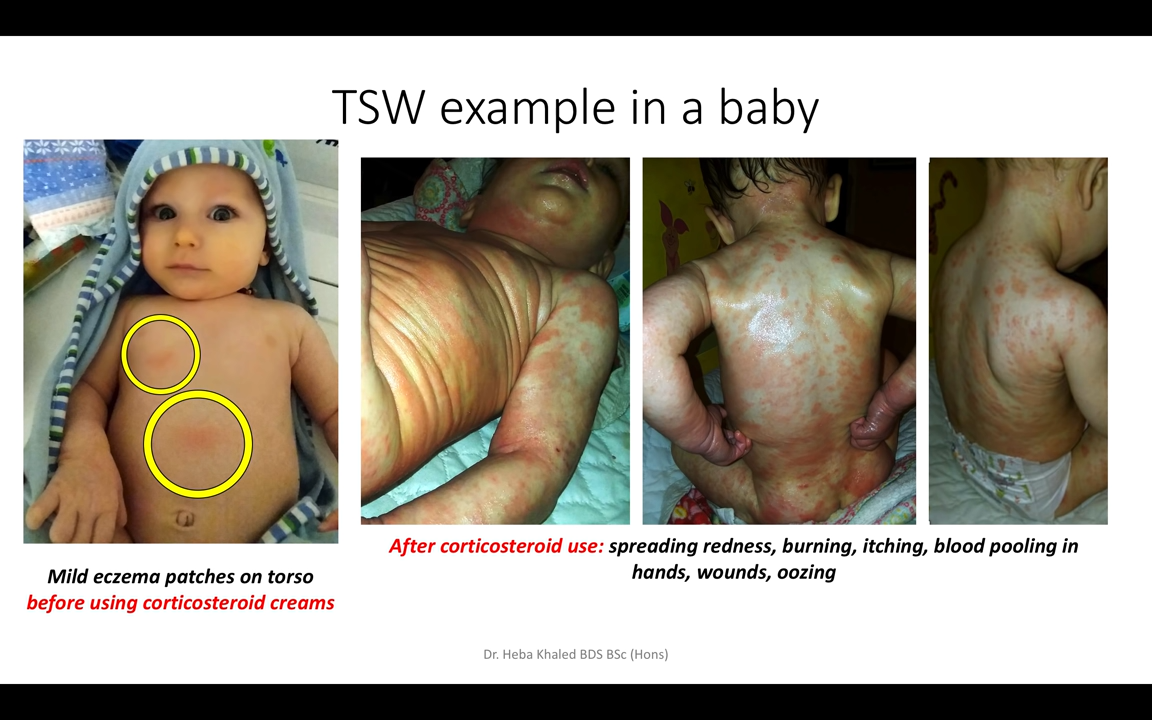 TSW example in a baby
Mild eczema patches on torso
before using corticosteroid creams
After corticosteroid use: spreading redness, burning, itching, blood pooling in
hands, wounds, oozing
Dr. Heba Khaled BDS BSc (Hons)